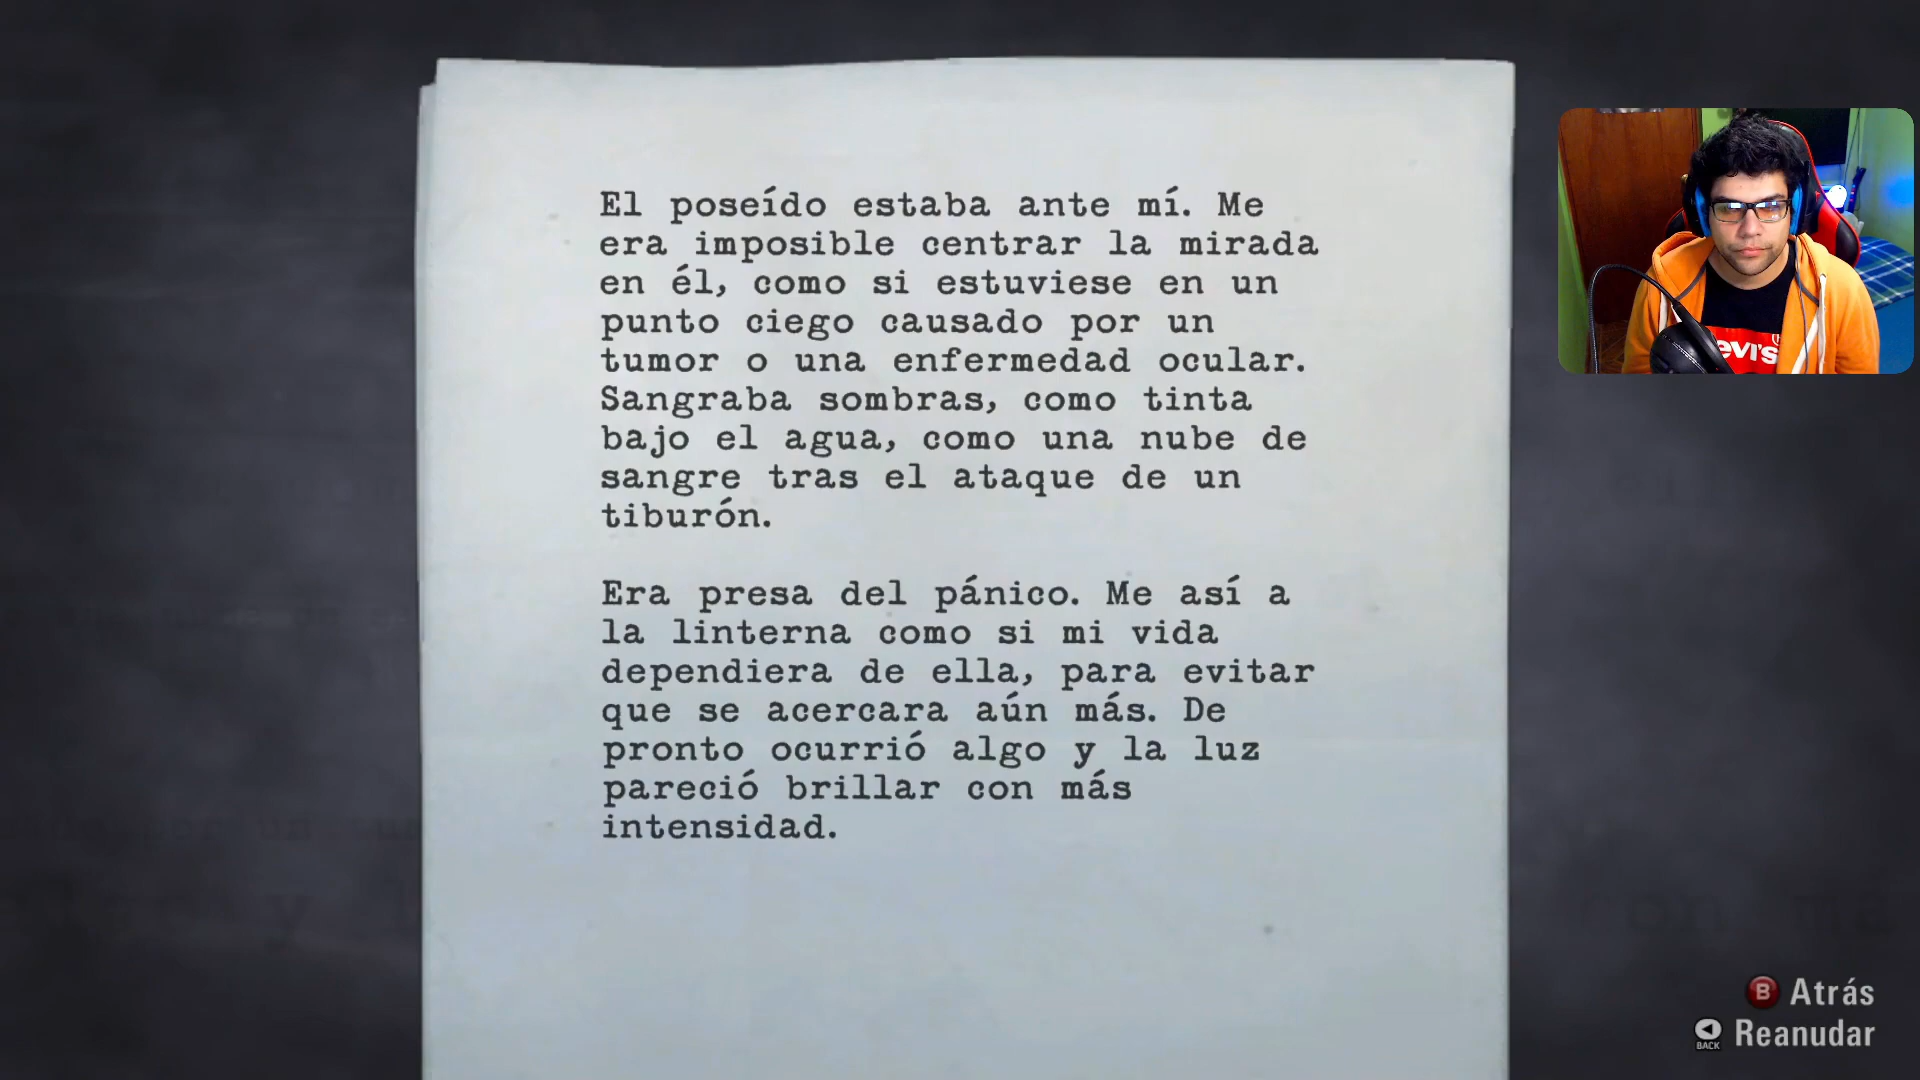 El poseído estaba ante mí. Me
era imposible centrar la mirada
en él, como si estuviese en un
punto ciego causado por un
tumor o una enfermedad ocular.
Sangraba sombras, como tinta
bajo el agua, como una nube de
sangre tras el ataque de un
tiburón.
Era presa del pánico. Me así a
la linterna como si mi vida
dependiera de ella, para evitar
que se acercara aún más. De
pronto ocurrió algo y la luz
pareció brillar con más
intensidad.
B Atrás
BACK Reanudar